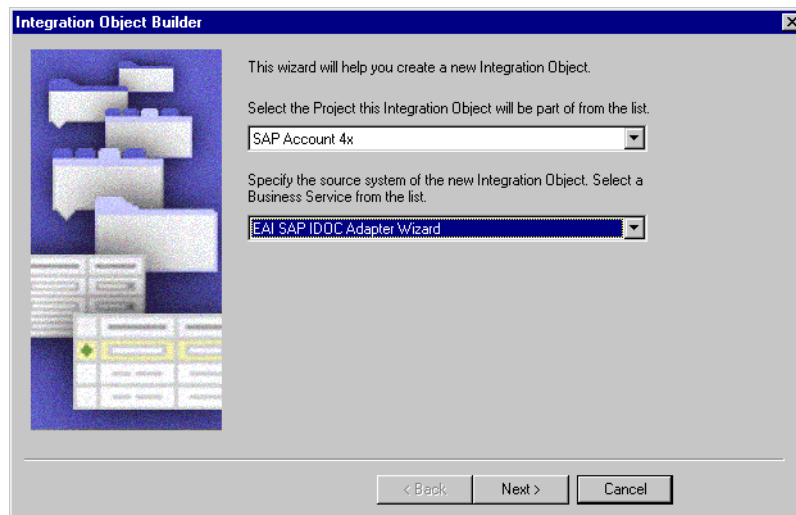 Integration Object Builder
This wizard will help you create a new Integration Object.
Select the Project this Integration Object will be part of from the list.
SAP Account 4x
Specify the source system of the new Integration Object. Select a
Business Service from the list.
EAI SAP IDOC Adapter Wizard
< Back Next > Cancel